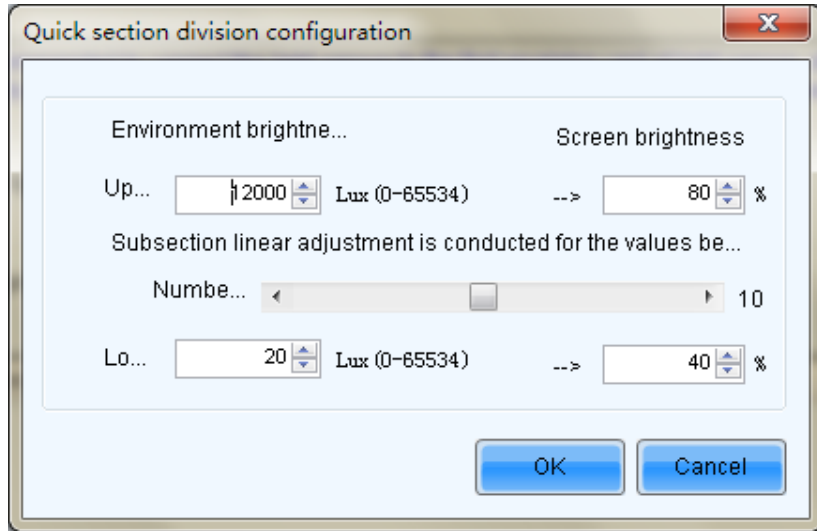 Quick section division configuration
Environment brightne...
Screen brightness
Up... 12000 Lux (0-65534) --> 80 %
Subsection linear adjustment is conducted for the values be...
Numbe... 10
Lo... 20 Lux (0-65534) --> 40 %
OK Cancel